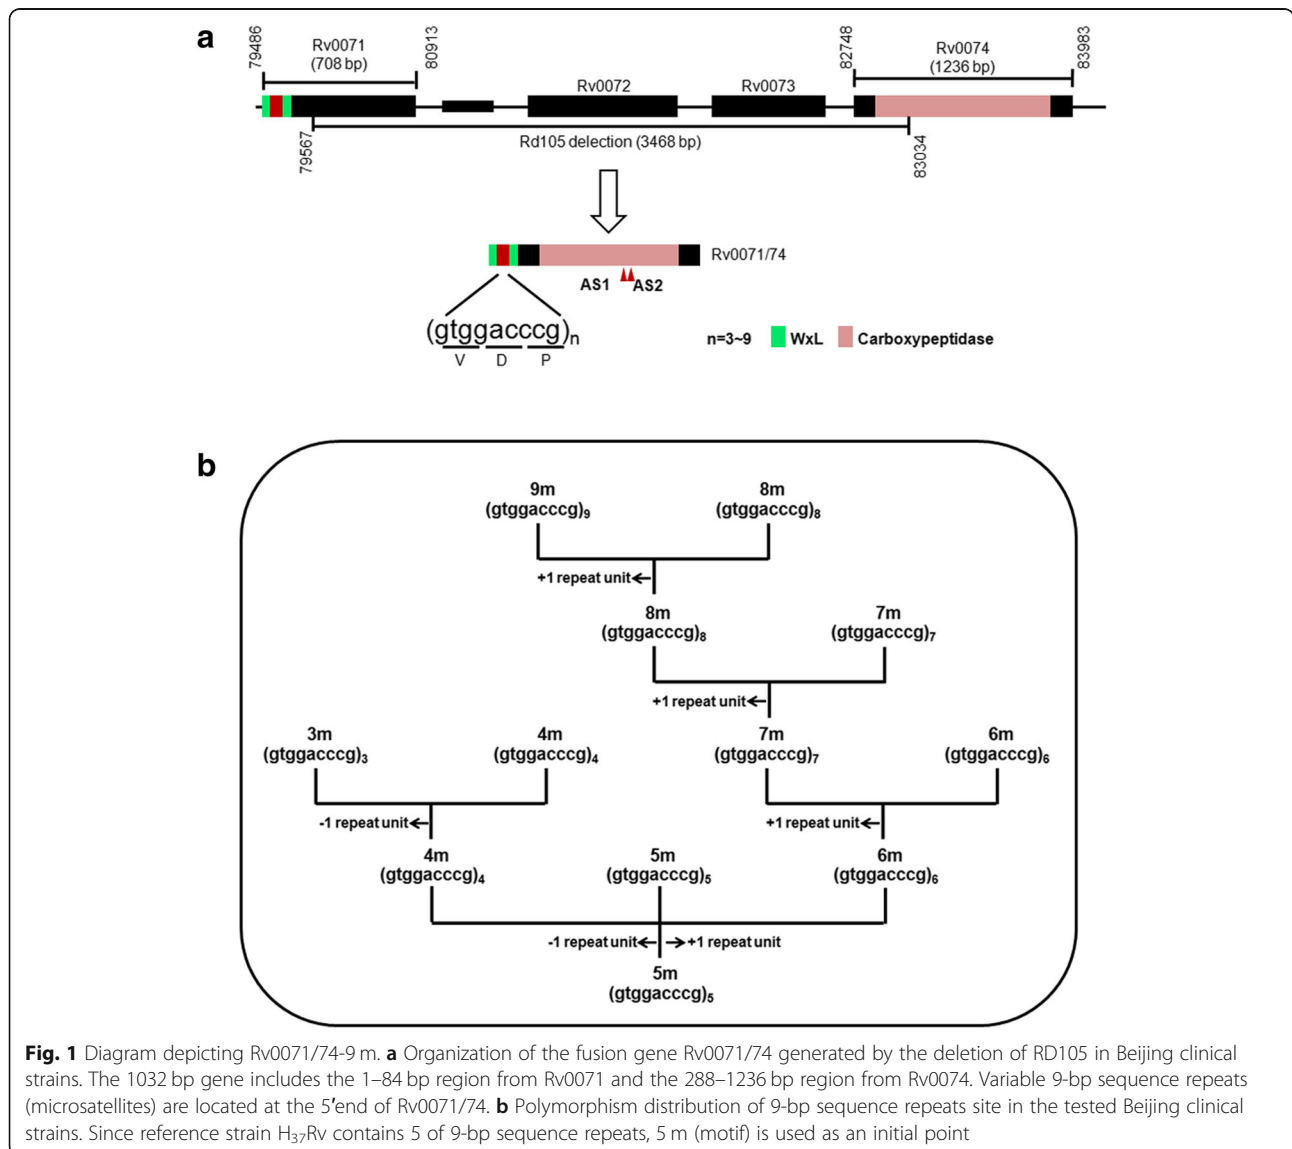 a
79486
Rv0071
(708 bp)
80913
Rv0072
Rv0073
82748
Rv0074
(1236 bp)
83983
79567
Rd105 delection (3468 bp)
83034
Rv0071/74
AS1
AS2
(gtggacccg)n
V D P
n=3~9
WxL
Carboxypeptidase
b
9m
(gtggacccg)9
8m
(gtggacccg)8
+1 repeat unit
8m
(gtggacccg)8
7m
(gtggacccg)7
+1 repeat unit
3m
(gtggacccg)3
4m
(gtggacccg)4
7m
(gtggacccg)7
6m
(gtggacccg)6
-1 repeat unit
+1 repeat unit
4m
(gtggacccg)4
5m
(gtggacccg)5
6m
(gtggacccg)6
-1 repeat unit
+1 repeat unit
5m
(gtggacccg)5
Fig. 1 Diagram depicting Rv0071/74-9 m. a Organization of the fusion gene Rv0071/74 generated by the deletion of RD105 in Beijing clinical
strains. The 1032 bp gene includes the 1–84 bp region from Rv0071 and the 288–1236 bp region from Rv0074. Variable 9-bp sequence repeats
(microsatellites) are located at the 5′end of Rv0071/74. b Polymorphism distribution of 9-bp sequence repeats site in the tested Beijing clinical
strains. Since reference strain H37Rv contains 5 of 9-bp sequence repeats, 5 m (motif) is used as an initial point